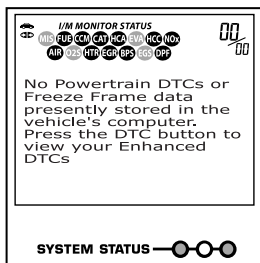 I/M MONITOR STATUS
MIS FUE CCM CAT HCA EVA HCC NOx
AIR O2S HTR EGR BPS EGS DPF
00/00
No Powertrain DTCs or
Freeze Frame data
presently stored in the
vehicle's computer.
Press the DTC button to
view your Enhanced
DTCs
SYSTEM STATUS